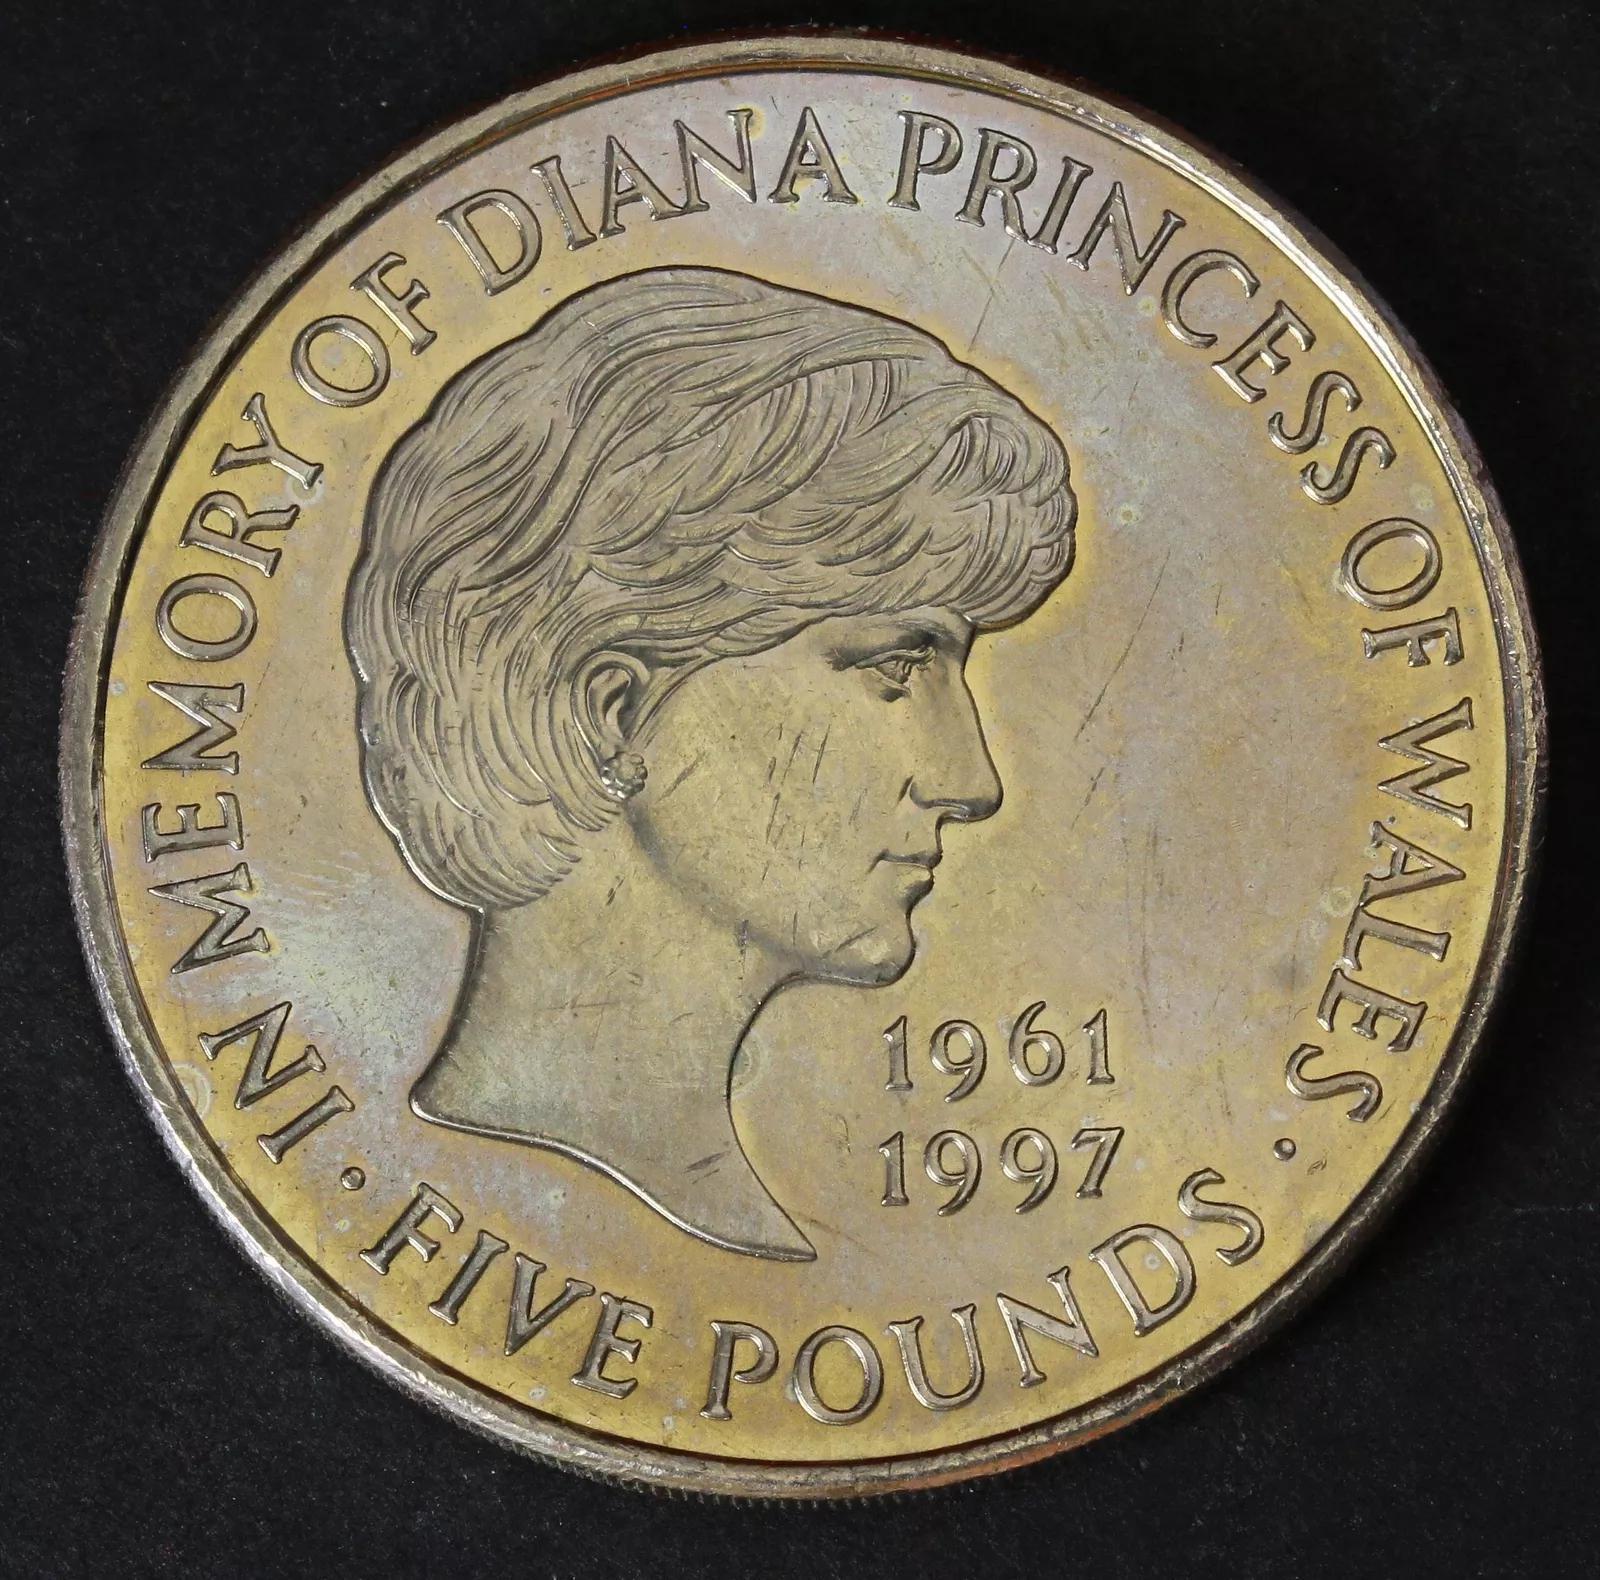 IN MEMORY OF DIANA PRINCESS OF WALES
1961
1997
· FIVE POUNDS ·